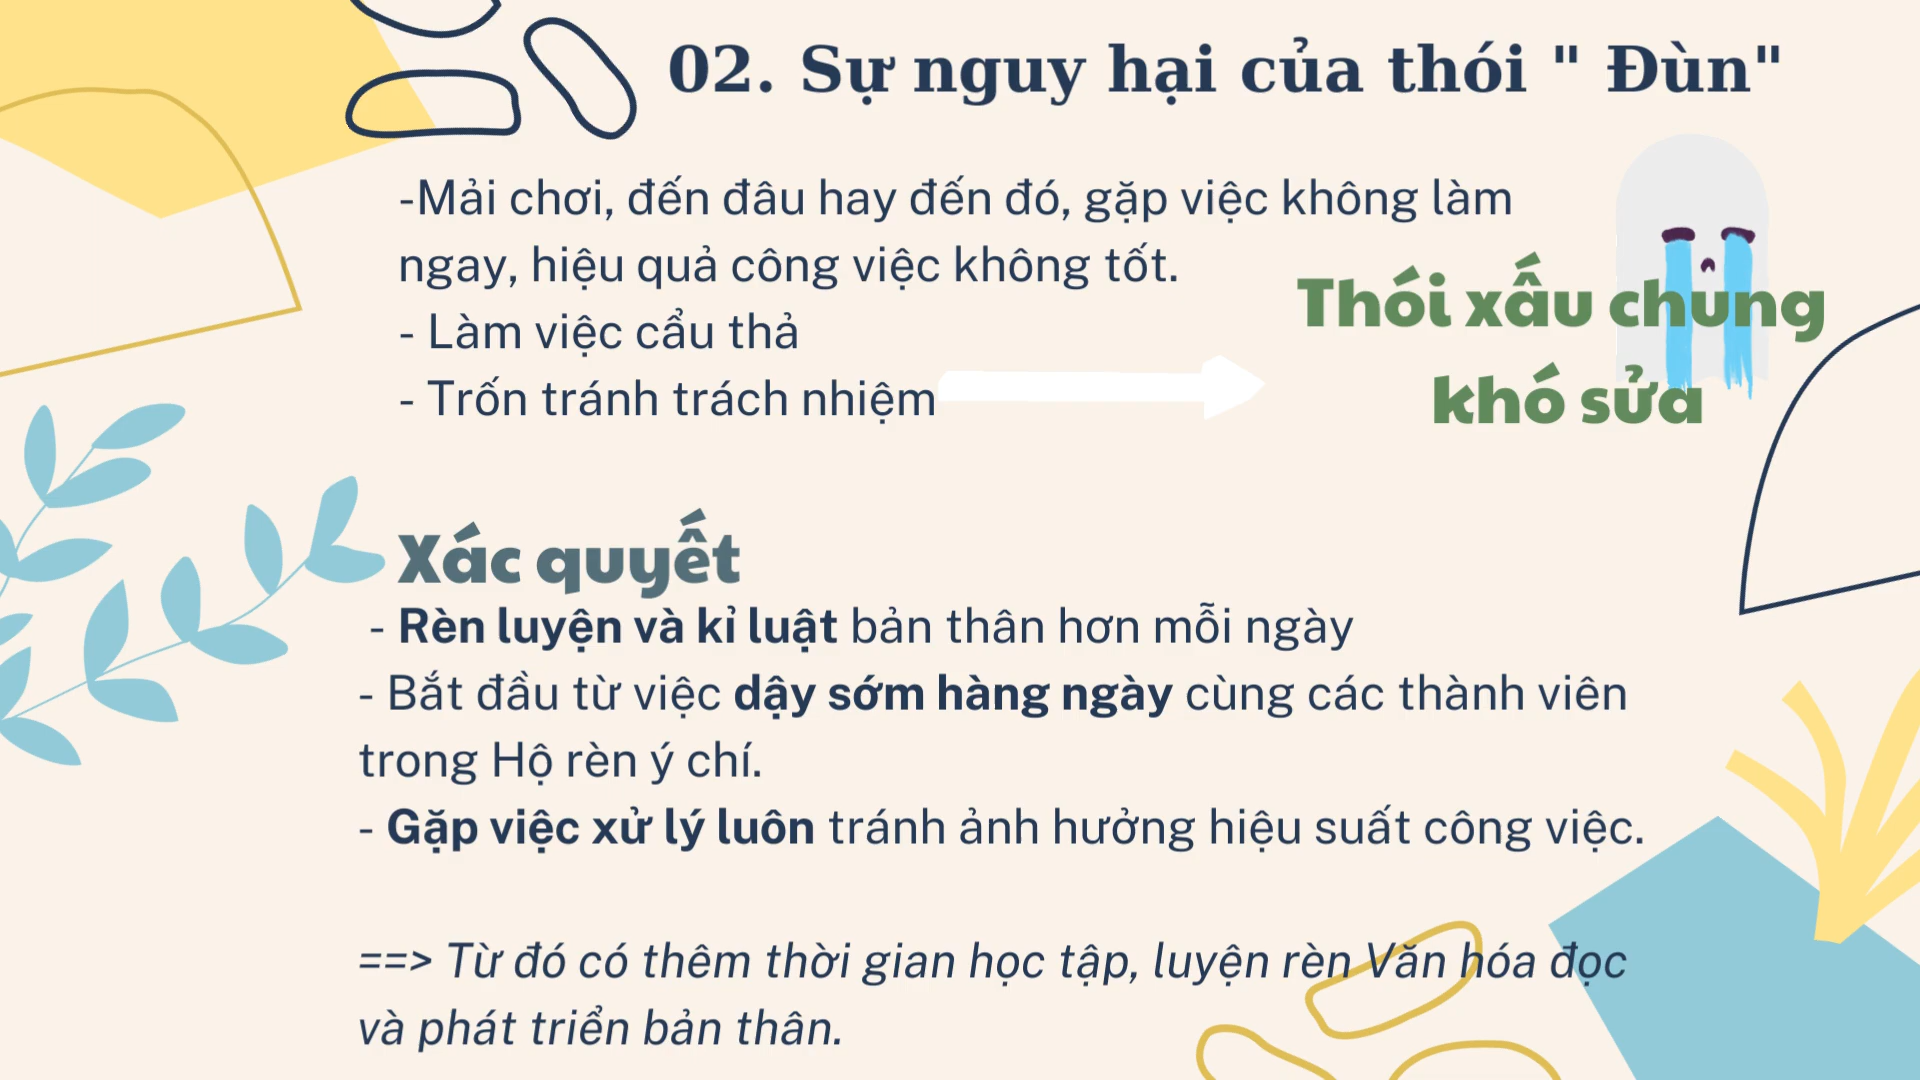 02. Sự nguy hại của thói " Đùn"
-Mải chơi, đến đâu hay đến đó, gặp việc không làm
ngay, hiệu quả công việc không tốt.
- Làm việc cẩu thả
- Trốn tránh trách nhiệm
Thói xấu chung
khó sửa
Xác quyết
- Rèn luyện và kỉ luật bản thân hơn mỗi ngày
- Bắt đầu từ việc dậy sớm hàng ngày cùng các thành viên
trong Hộ rèn ý chí.
- Gặp việc xử lý luôn tránh ảnh hưởng hiệu suất công việc.
==> Từ đó có thêm thời gian học tập, luyện rèn Văn hóa đọc
và phát triển bản thân.